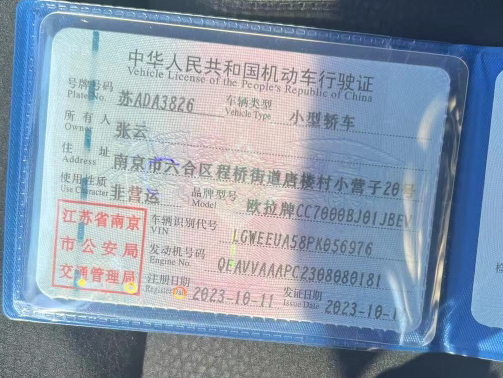 中华人民共和国机动车行驶证
Vehicle License of the People's Republic of China
号牌号码 Plate No. 苏ADA3826 车辆类型 Vehicle Type 小型轿车
所有人 Owner 张云
住址 Address 南京市六合区程桥街道唐楼村小营子20号
使用性质 Use Character 非营运 品牌型号 Model 欧拉牌CC7000BJ01JBEV
江苏省南京
市公安局
交通管理局
车辆识别代号 VIN LGWEEUA58PK056976
发动机号码 Engine No. QEAVVAAAPC2308080181
注册日期 Register 2023-10-11 发证日期 Issue Date 2023-10-1